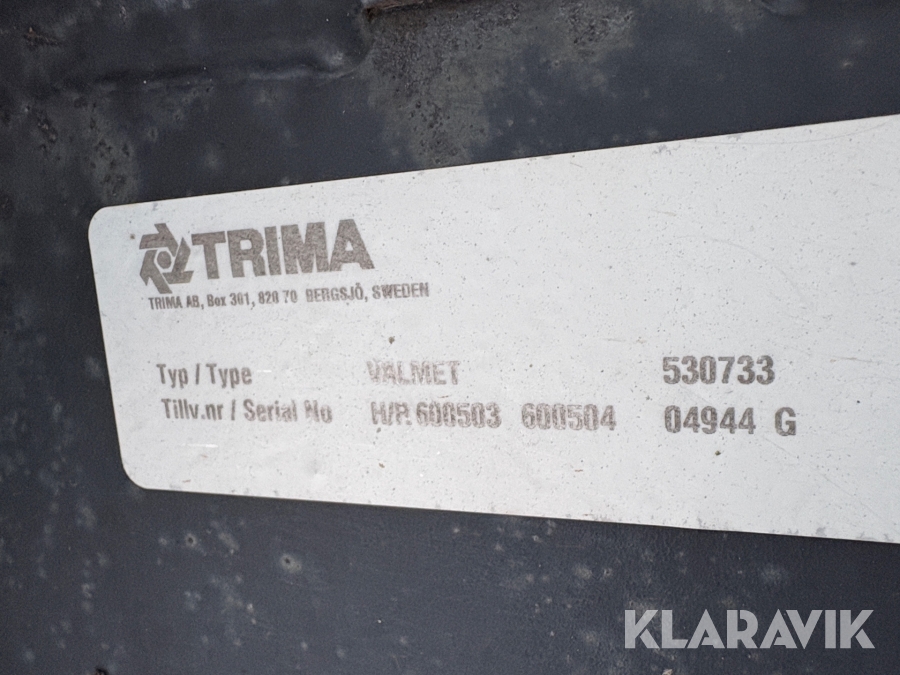 TRIMA
TRIMA AB, Box 301, 820 70 BERGSJÖ, SWEDEN
Typ / Type VALMET 530733
Tillv.nr / Serial No H/P. 600503 600504 04944 G
KLARAVIK